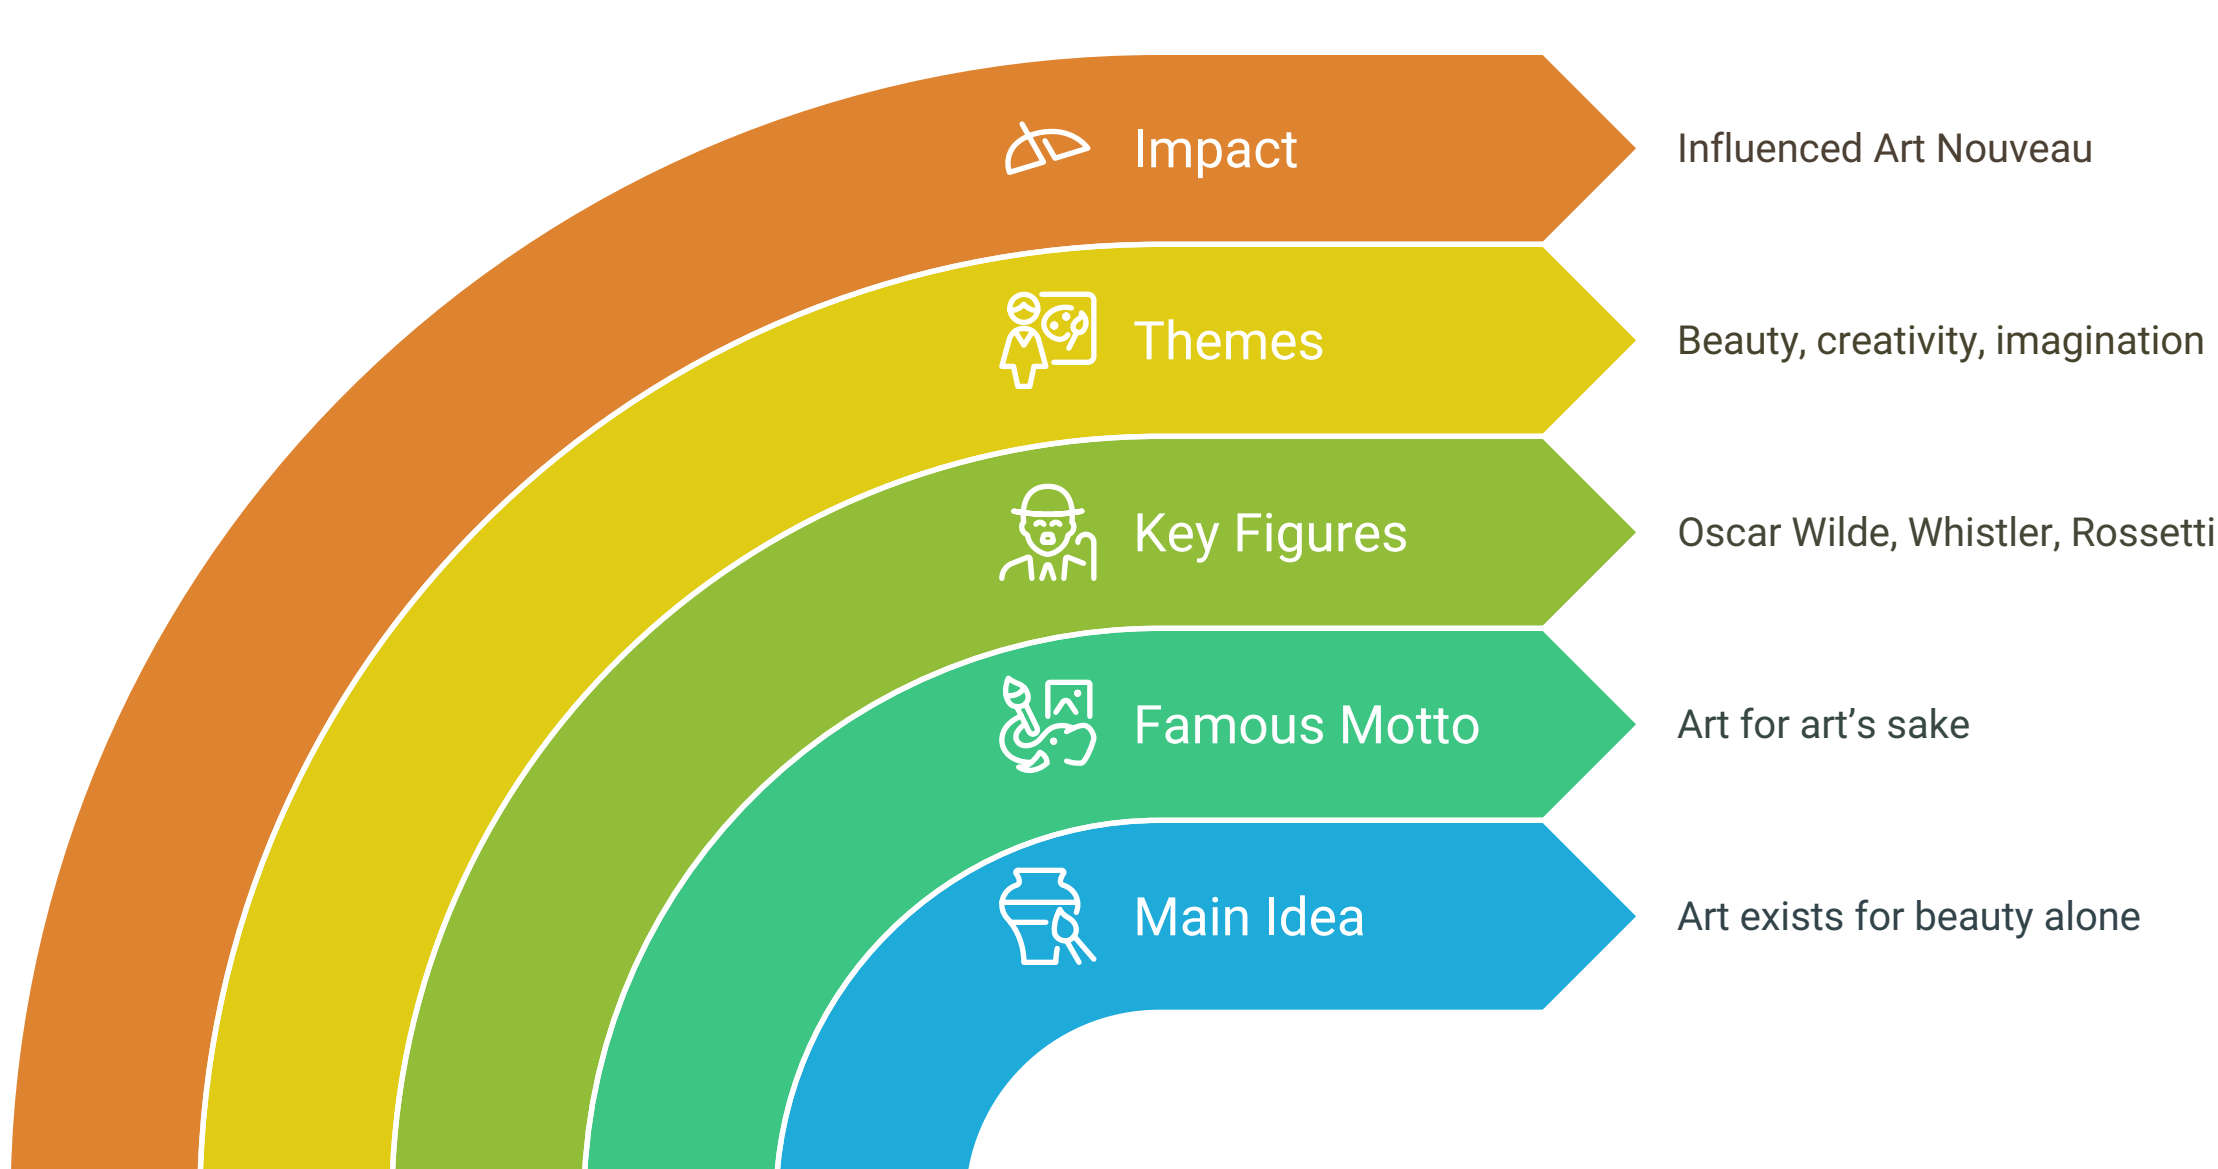 Impact
Influenced Art Nouveau
Themes
Beauty, creativity, imagination
Key Figures
Oscar Wilde, Whistler, Rossetti
Famous Motto
Art for art’s sake
Main Idea
Art exists for beauty alone